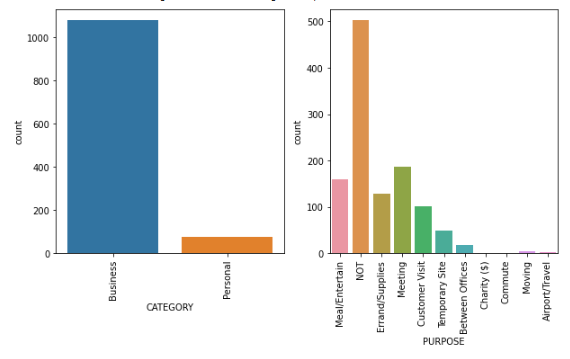 1000
800
600
400
200
0
count
Business
Personal
CATEGORY
500
400
300
200
100
0
count
Meal/Entertain
NOT
Errand/Supplies
Meeting
Customer Visit
Temporary Site
Between Offices
Charity ($)
Commute
Moving
Airport/Travel
PURPOSE